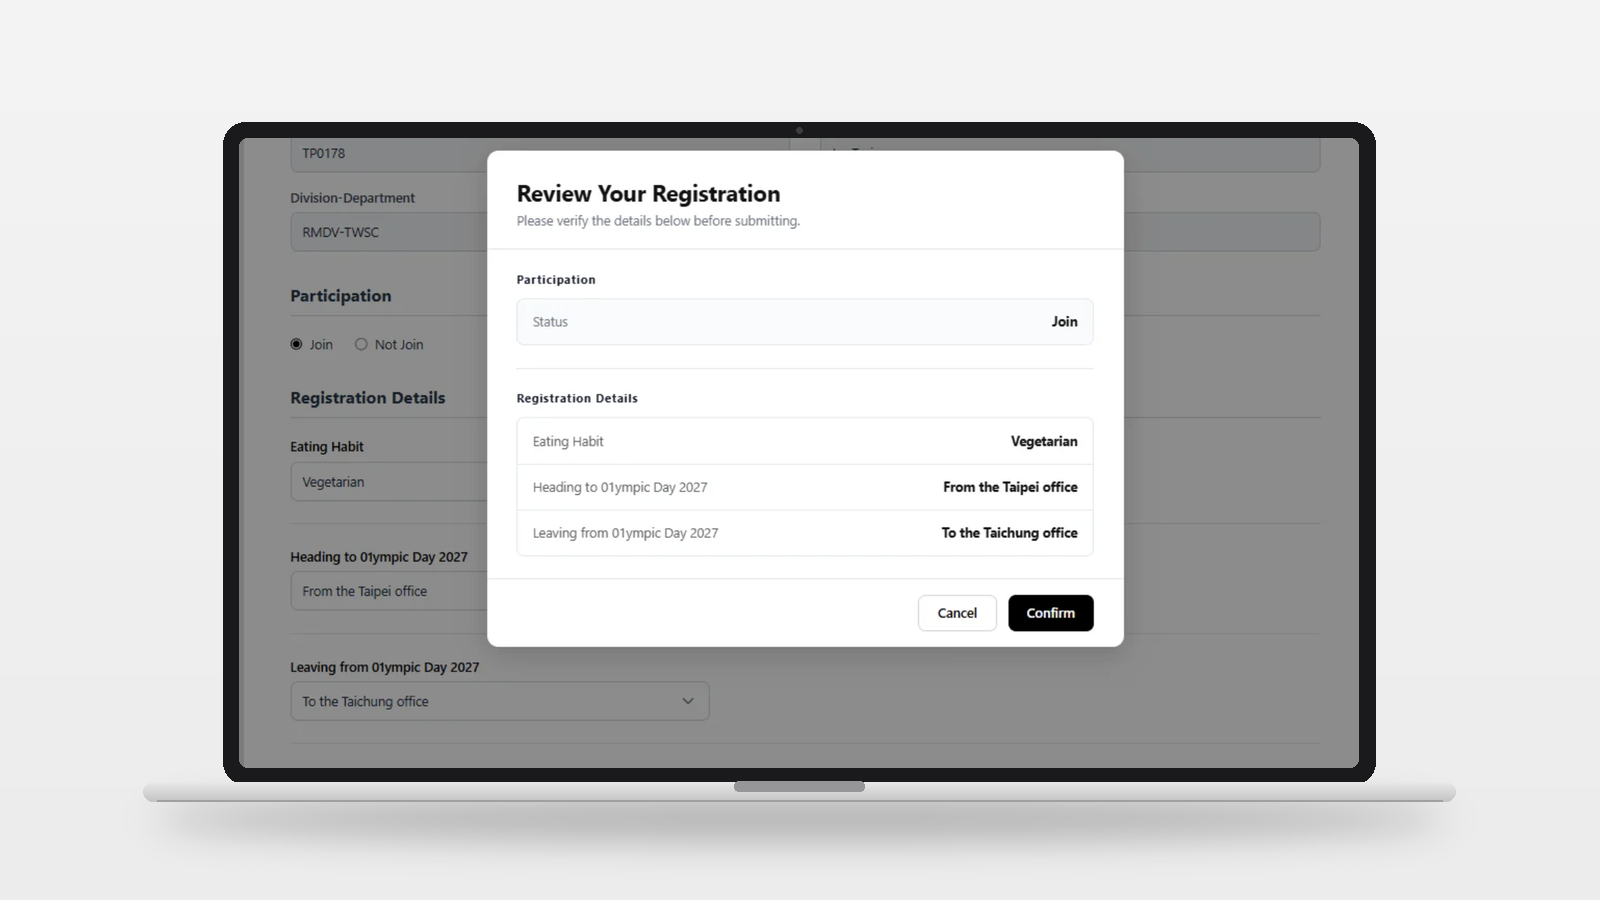 TP0178
Division-Department
RMDV-TWSC
Participation
Join
Not Join
Registration Details
Eating Habit
Vegetarian
Heading to 01ympic Day 2027
From the Taipei office
Leaving from 01ympic Day 2027
To the Taichung office
Review Your Registration
Please verify the details below before submitting.
Participation
Status Join
Registration Details
Eating Habit Vegetarian
Heading to 01ympic Day 2027 From the Taipei office
Leaving from 01ympic Day 2027 To the Taichung office
Cancel Confirm